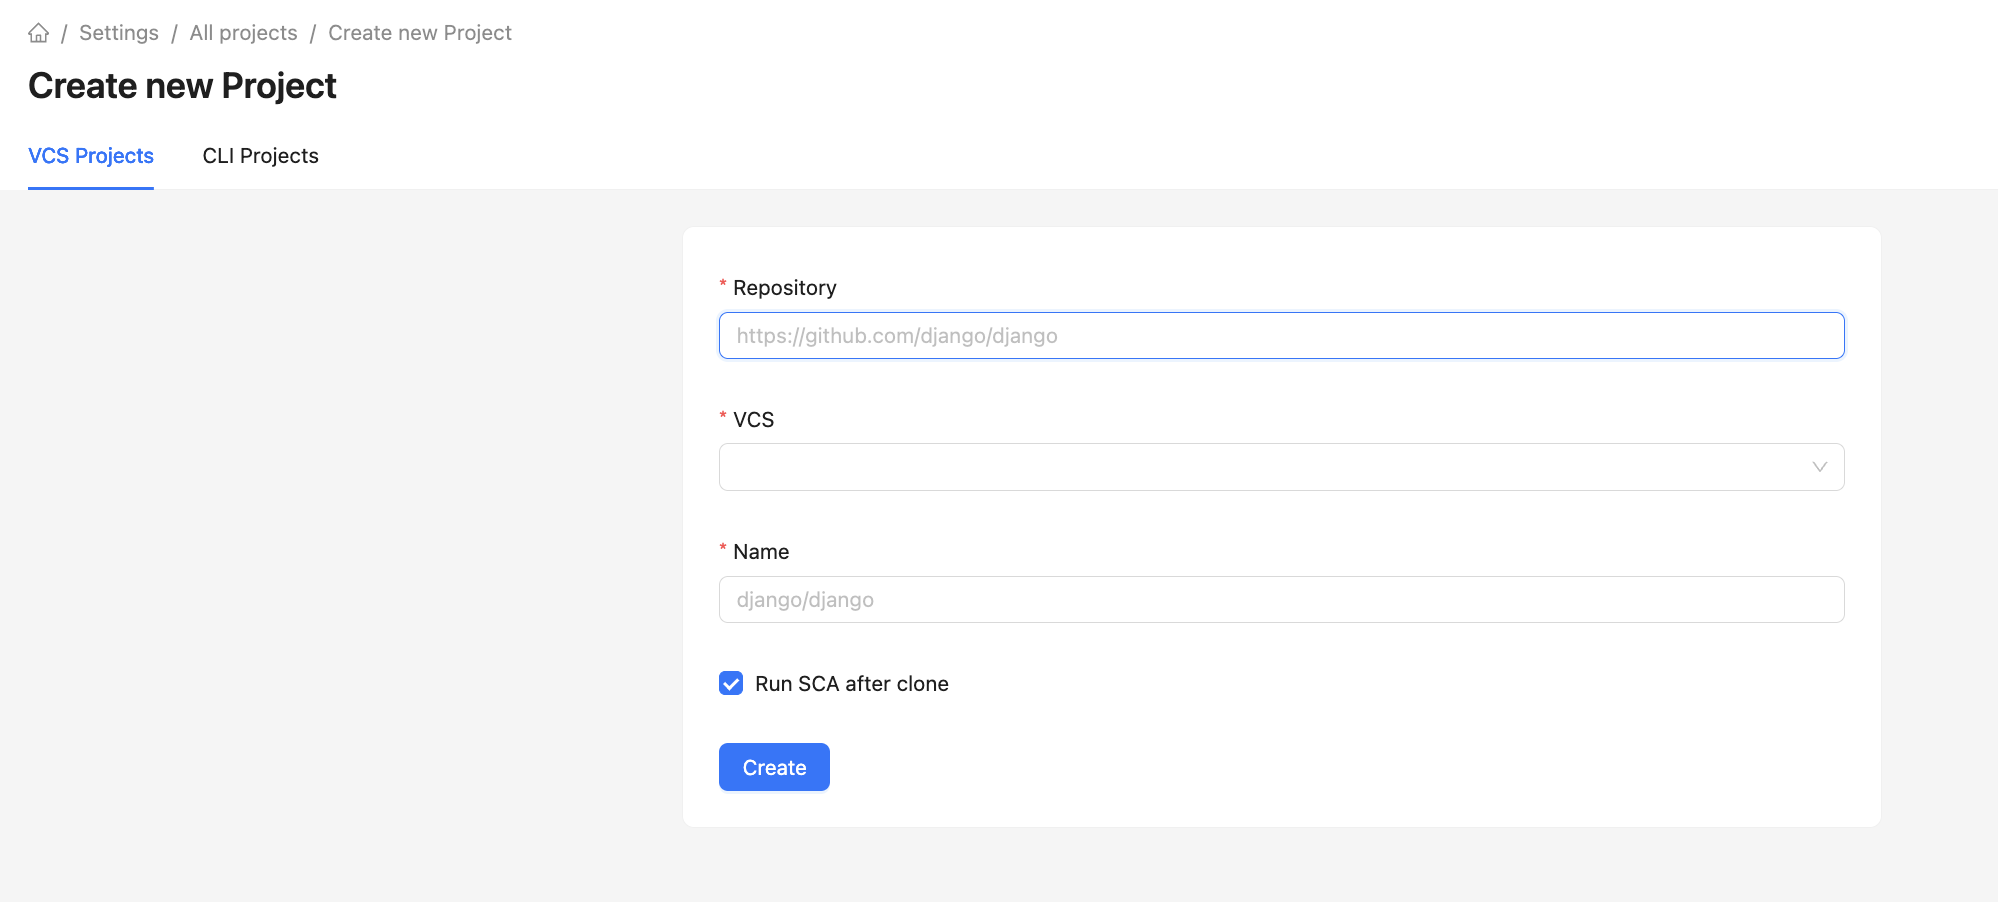 / Settings / All projects / Create new Project
Create new Project
VCS Projects CLI Projects
* Repository
https://github.com/django/django
* VCS
* Name
django/django
Run SCA after clone
Create